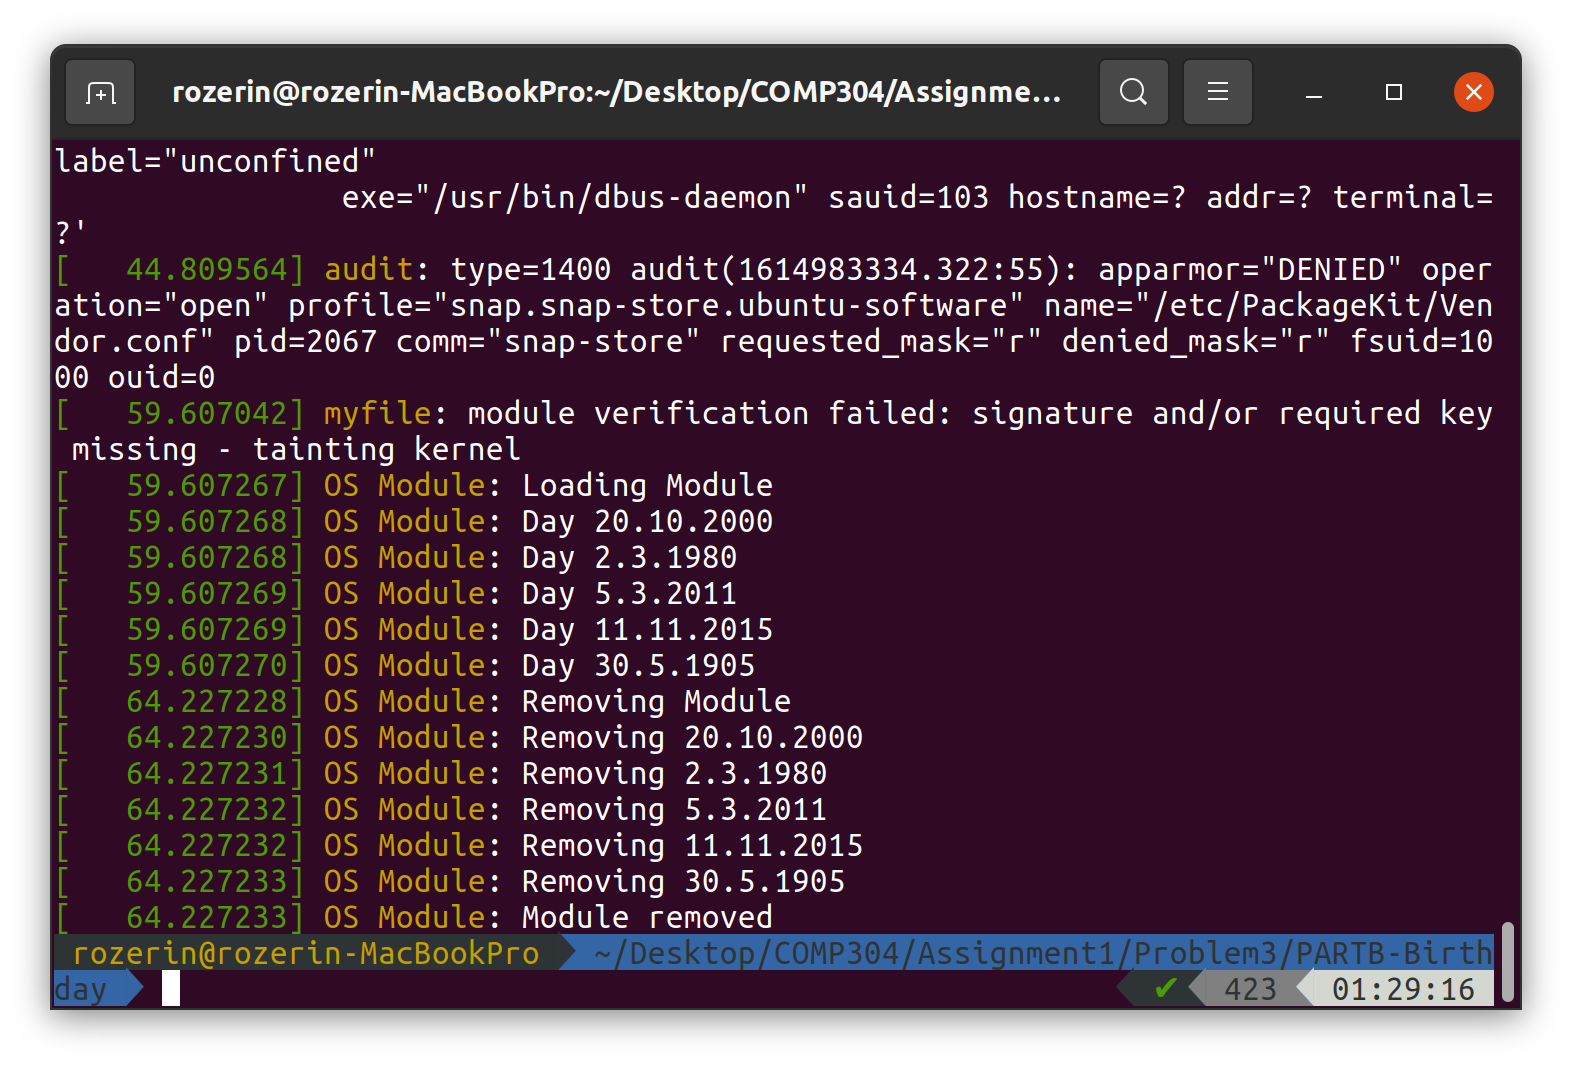 rozerin@rozerin-MacBookPro:~/Desktop/COMP304/Assignme...
label="unconfined"
exe="/usr/bin/dbus-daemon" sauid=103 hostname=? addr=? terminal=
?'
[   44.809564] audit: type=1400 audit(1614983334.322:55): apparmor="DENIED" oper
ation="open" profile="snap.snap-store.ubuntu-software" name="/etc/PackageKit/Ven
dor.conf" pid=2067 comm="snap-store" requested_mask="r" denied_mask="r" fsuid=10
00 ouid=0
[   59.607042] myfile: module verification failed: signature and/or required key
missing - tainting kernel
[   59.607267] OS Module: Loading Module
[   59.607268] OS Module: Day 20.10.2000
[   59.607268] OS Module: Day 2.3.1980
[   59.607269] OS Module: Day 5.3.2011
[   59.607269] OS Module: Day 11.11.2015
[   59.607270] OS Module: Day 30.5.1905
[   64.227228] OS Module: Removing Module
[   64.227230] OS Module: Removing 20.10.2000
[   64.227231] OS Module: Removing 2.3.1980
[   64.227232] OS Module: Removing 5.3.2011
[   64.227232] OS Module: Removing 11.11.2015
[   64.227233] OS Module: Removing 30.5.1905
[   64.227233] OS Module: Module removed
rozerin@rozerin-MacBookPro ~/Desktop/COMP304/Assignment1/Problem3/PARTB-Birth
day ✔ 423 01:29:16